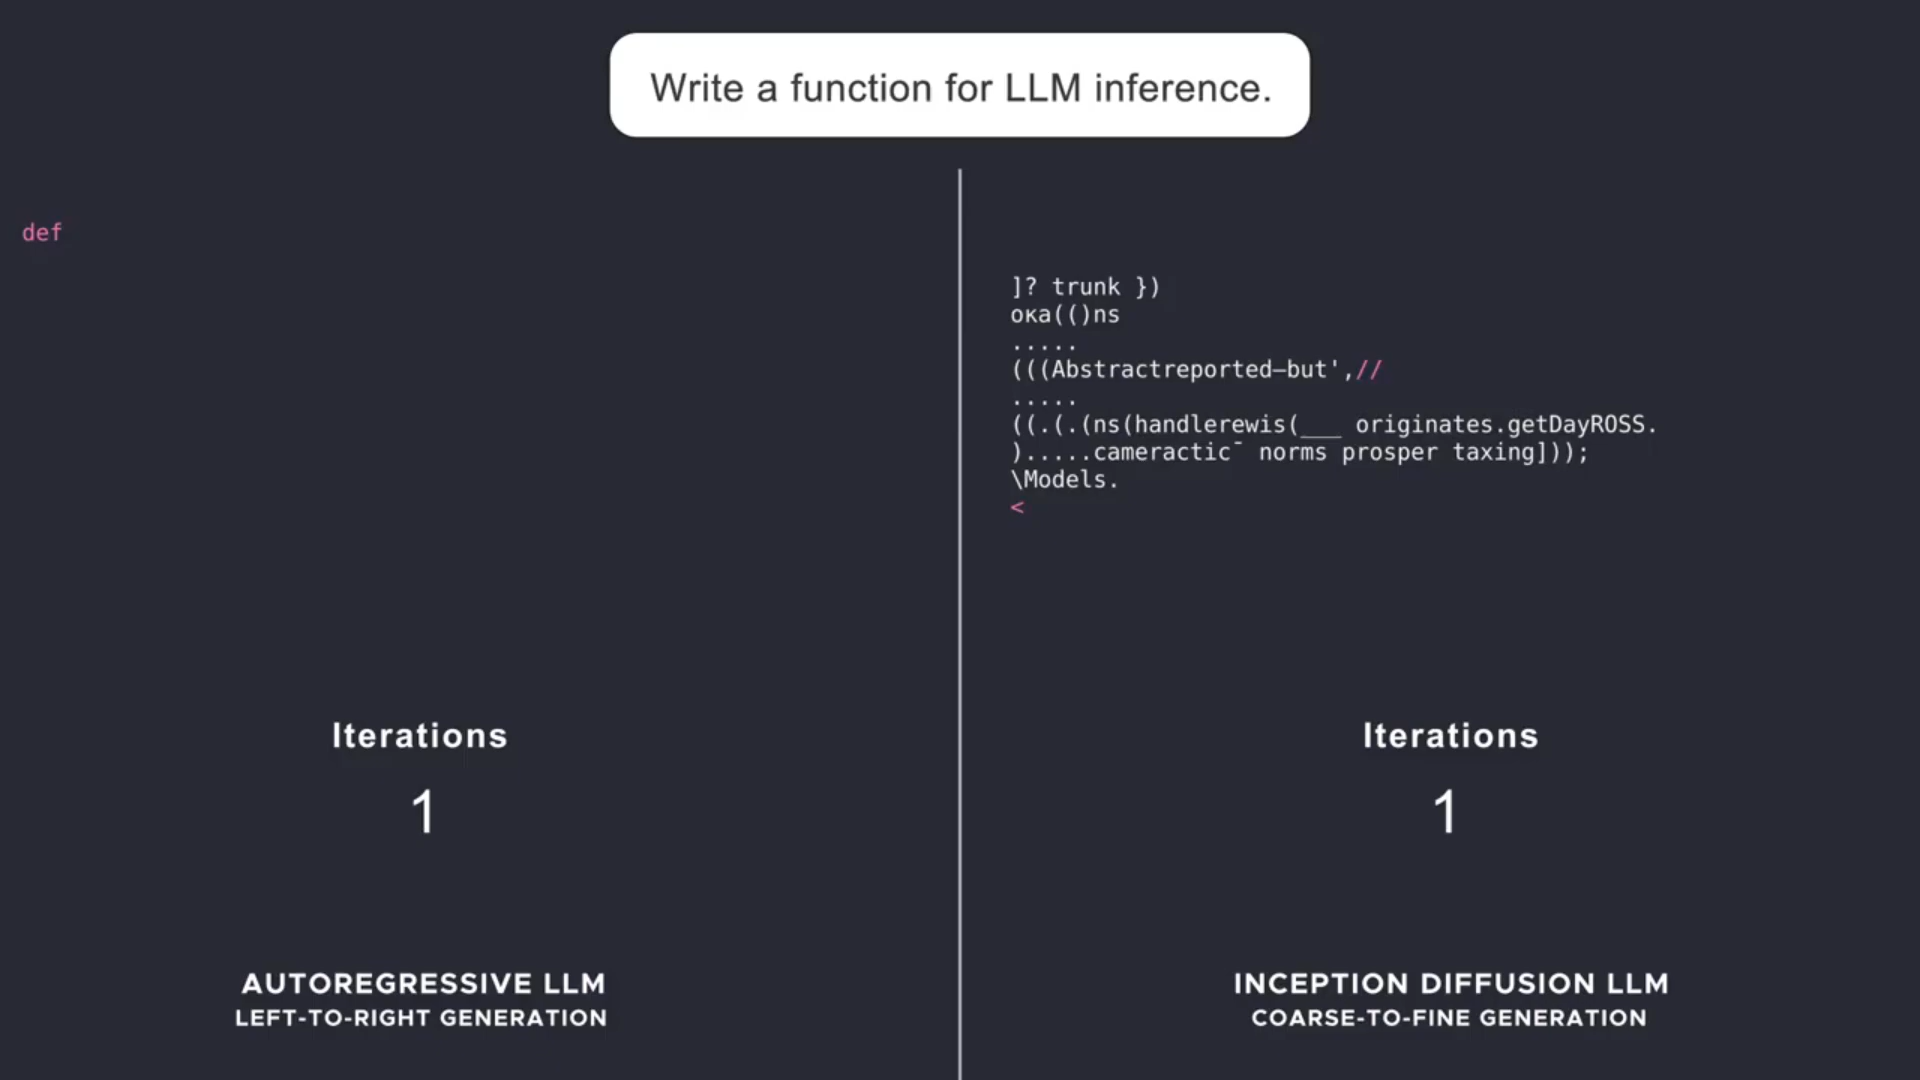 Write a function for LLM inference.
def
]? trunk })
ока(()ns
.....
(((Abstractreported—but',//
.....
((.(.(ns(handlerewis(___ originates.getDayROSS.
).....cameractic¯ norms prosper taxing]));
\Models.
<
Iterations
1
AUTOREGRESSIVE LLM
LEFT-TO-RIGHT GENERATION
Iterations
1
INCEPTION DIFFUSION LLM
COARSE-TO-FINE GENERATION